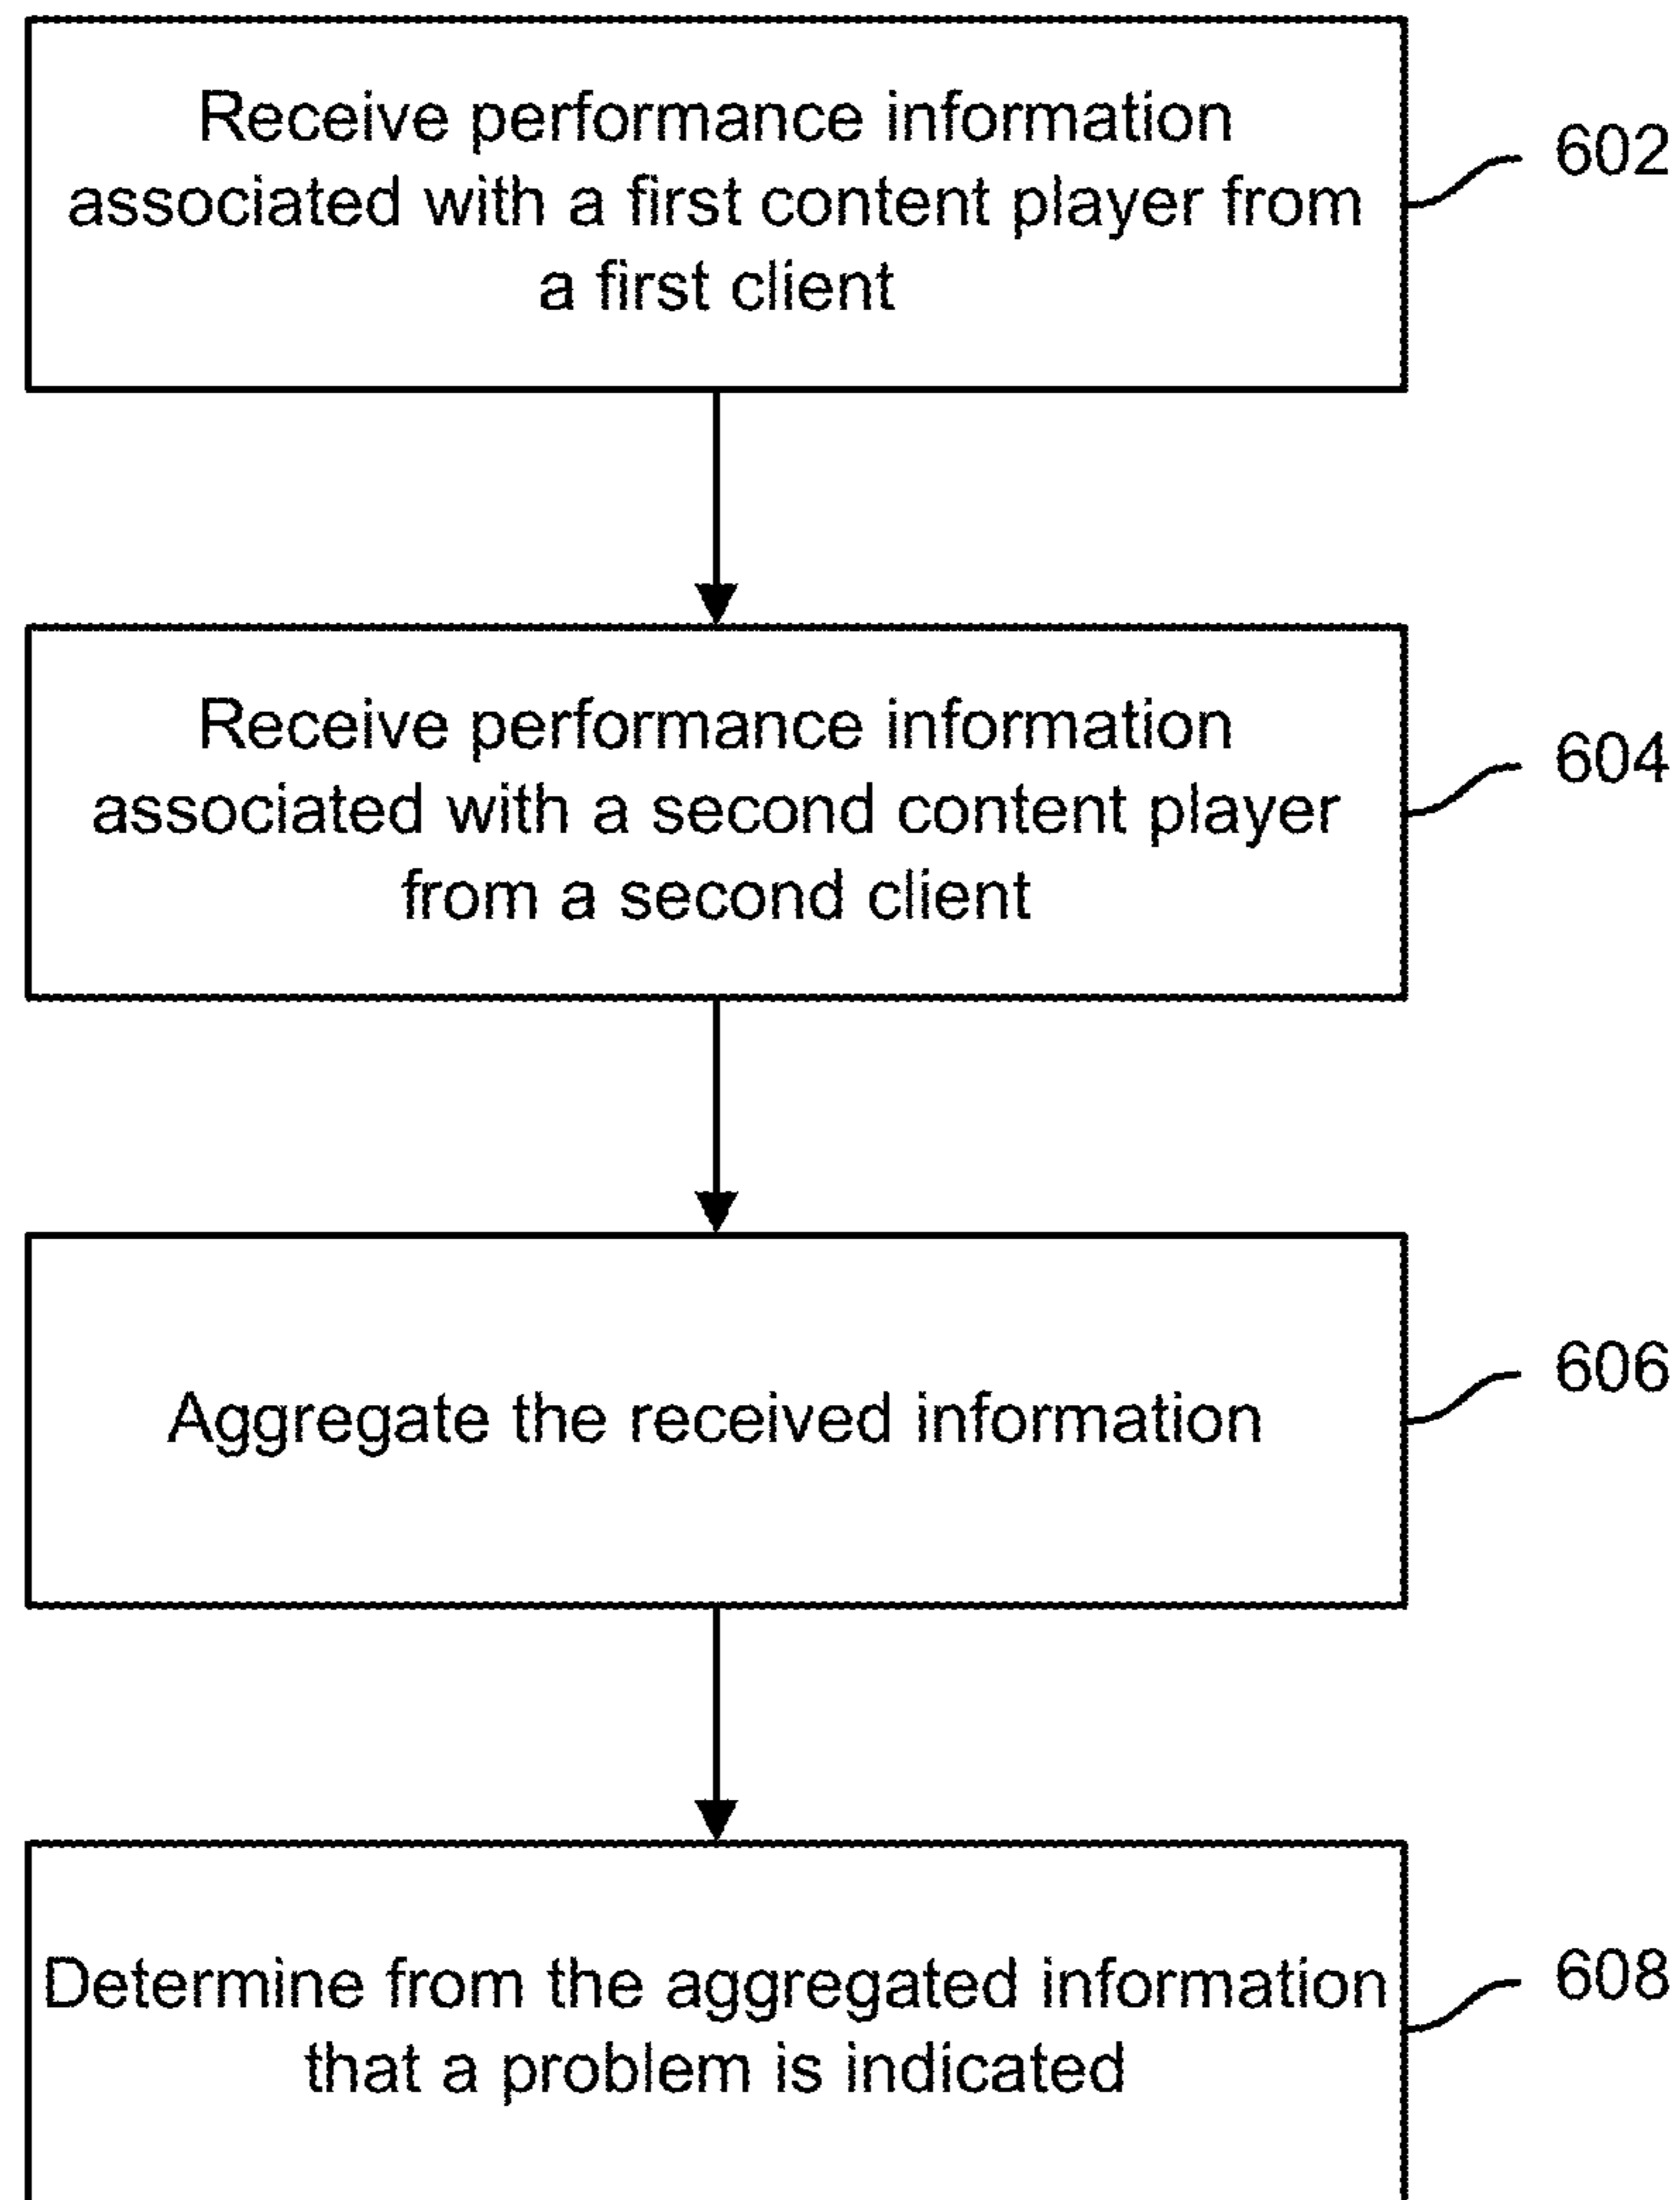 Receive performance information
associated with a first content player from
a first client
602
Receive performance information
associated with a second content player
from a second client
604
Aggregate the received information
606
Determine from the aggregated information
that a problem is indicated
608